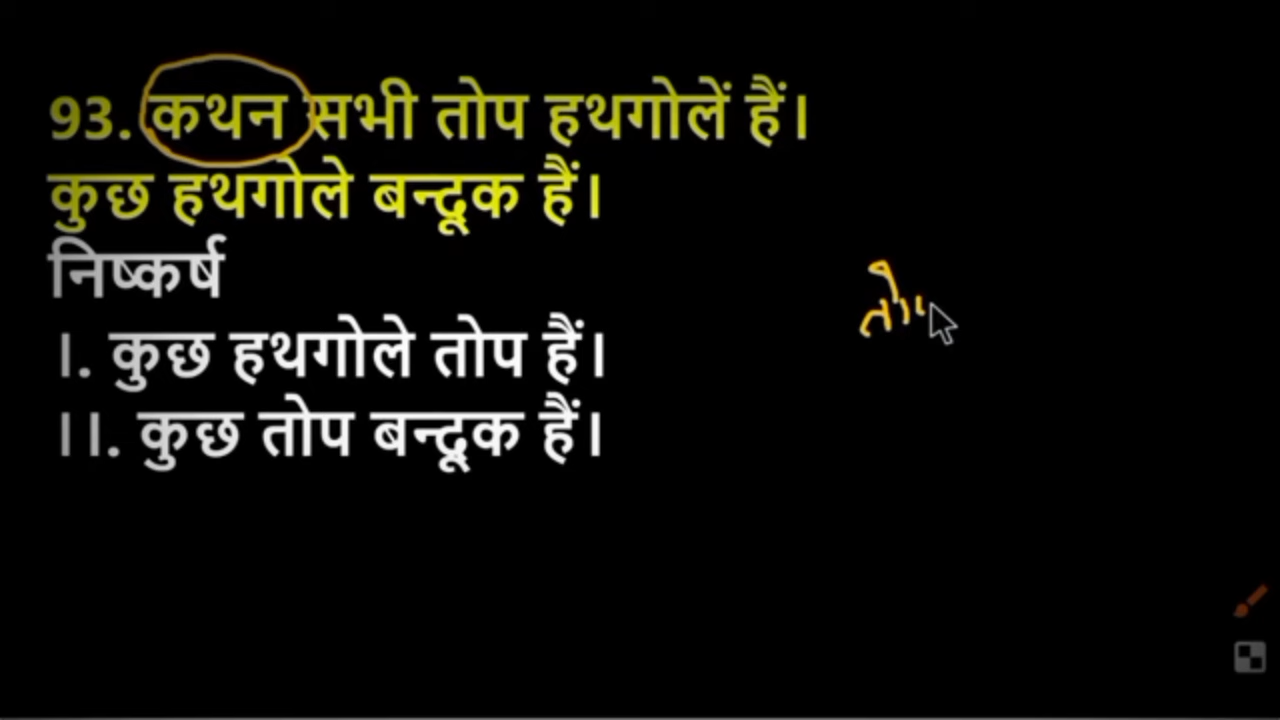 93. कथन सभी तोप हथगोलें हैं।
कुछ हथगोले बन्दूक हैं।
निष्कर्ष
I. कुछ हथगोले तोप हैं।
II. कुछ तोप बन्दूक हैं।